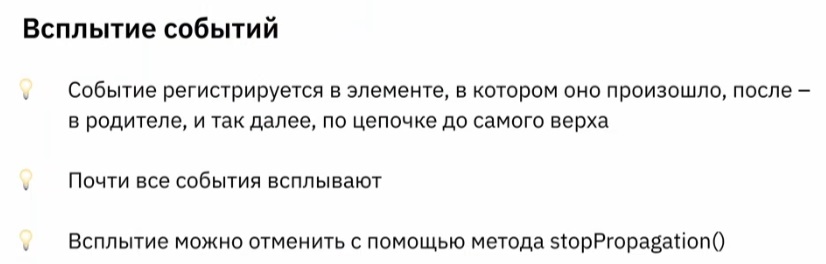 Всплытие событий
Событие регистрируется в элементе, в котором оно произошло, после –
в родителе, и так далее, по цепочке до самого верха
Почти все события всплывают
Всплытие можно отменить с помощью метода stopPropagation()